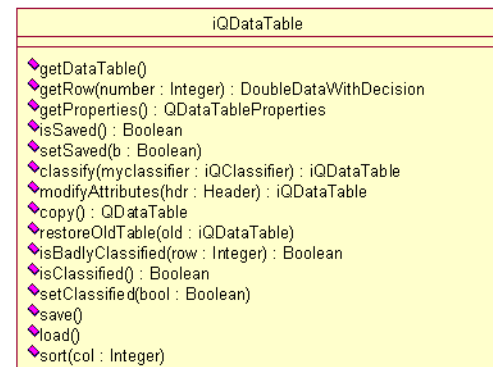 iQDataTable
getDataTable()
getRow(number : Integer) : DoubleDataWithDecision
getProperties() : QDataTableProperties
isSaved() : Boolean
setSaved(b : Boolean)
classify(myclassifier : iQClassifier) : iQDataTable
modifyAttributes(hdr : Header) : iQDataTable
copy() : QDataTable
restoreOldTable(old : iQDataTable)
isBadlyClassified(row : Integer) : Boolean
isClassified() : Boolean
setClassified(bool : Boolean)
save()
load()
sort(col : Integer)